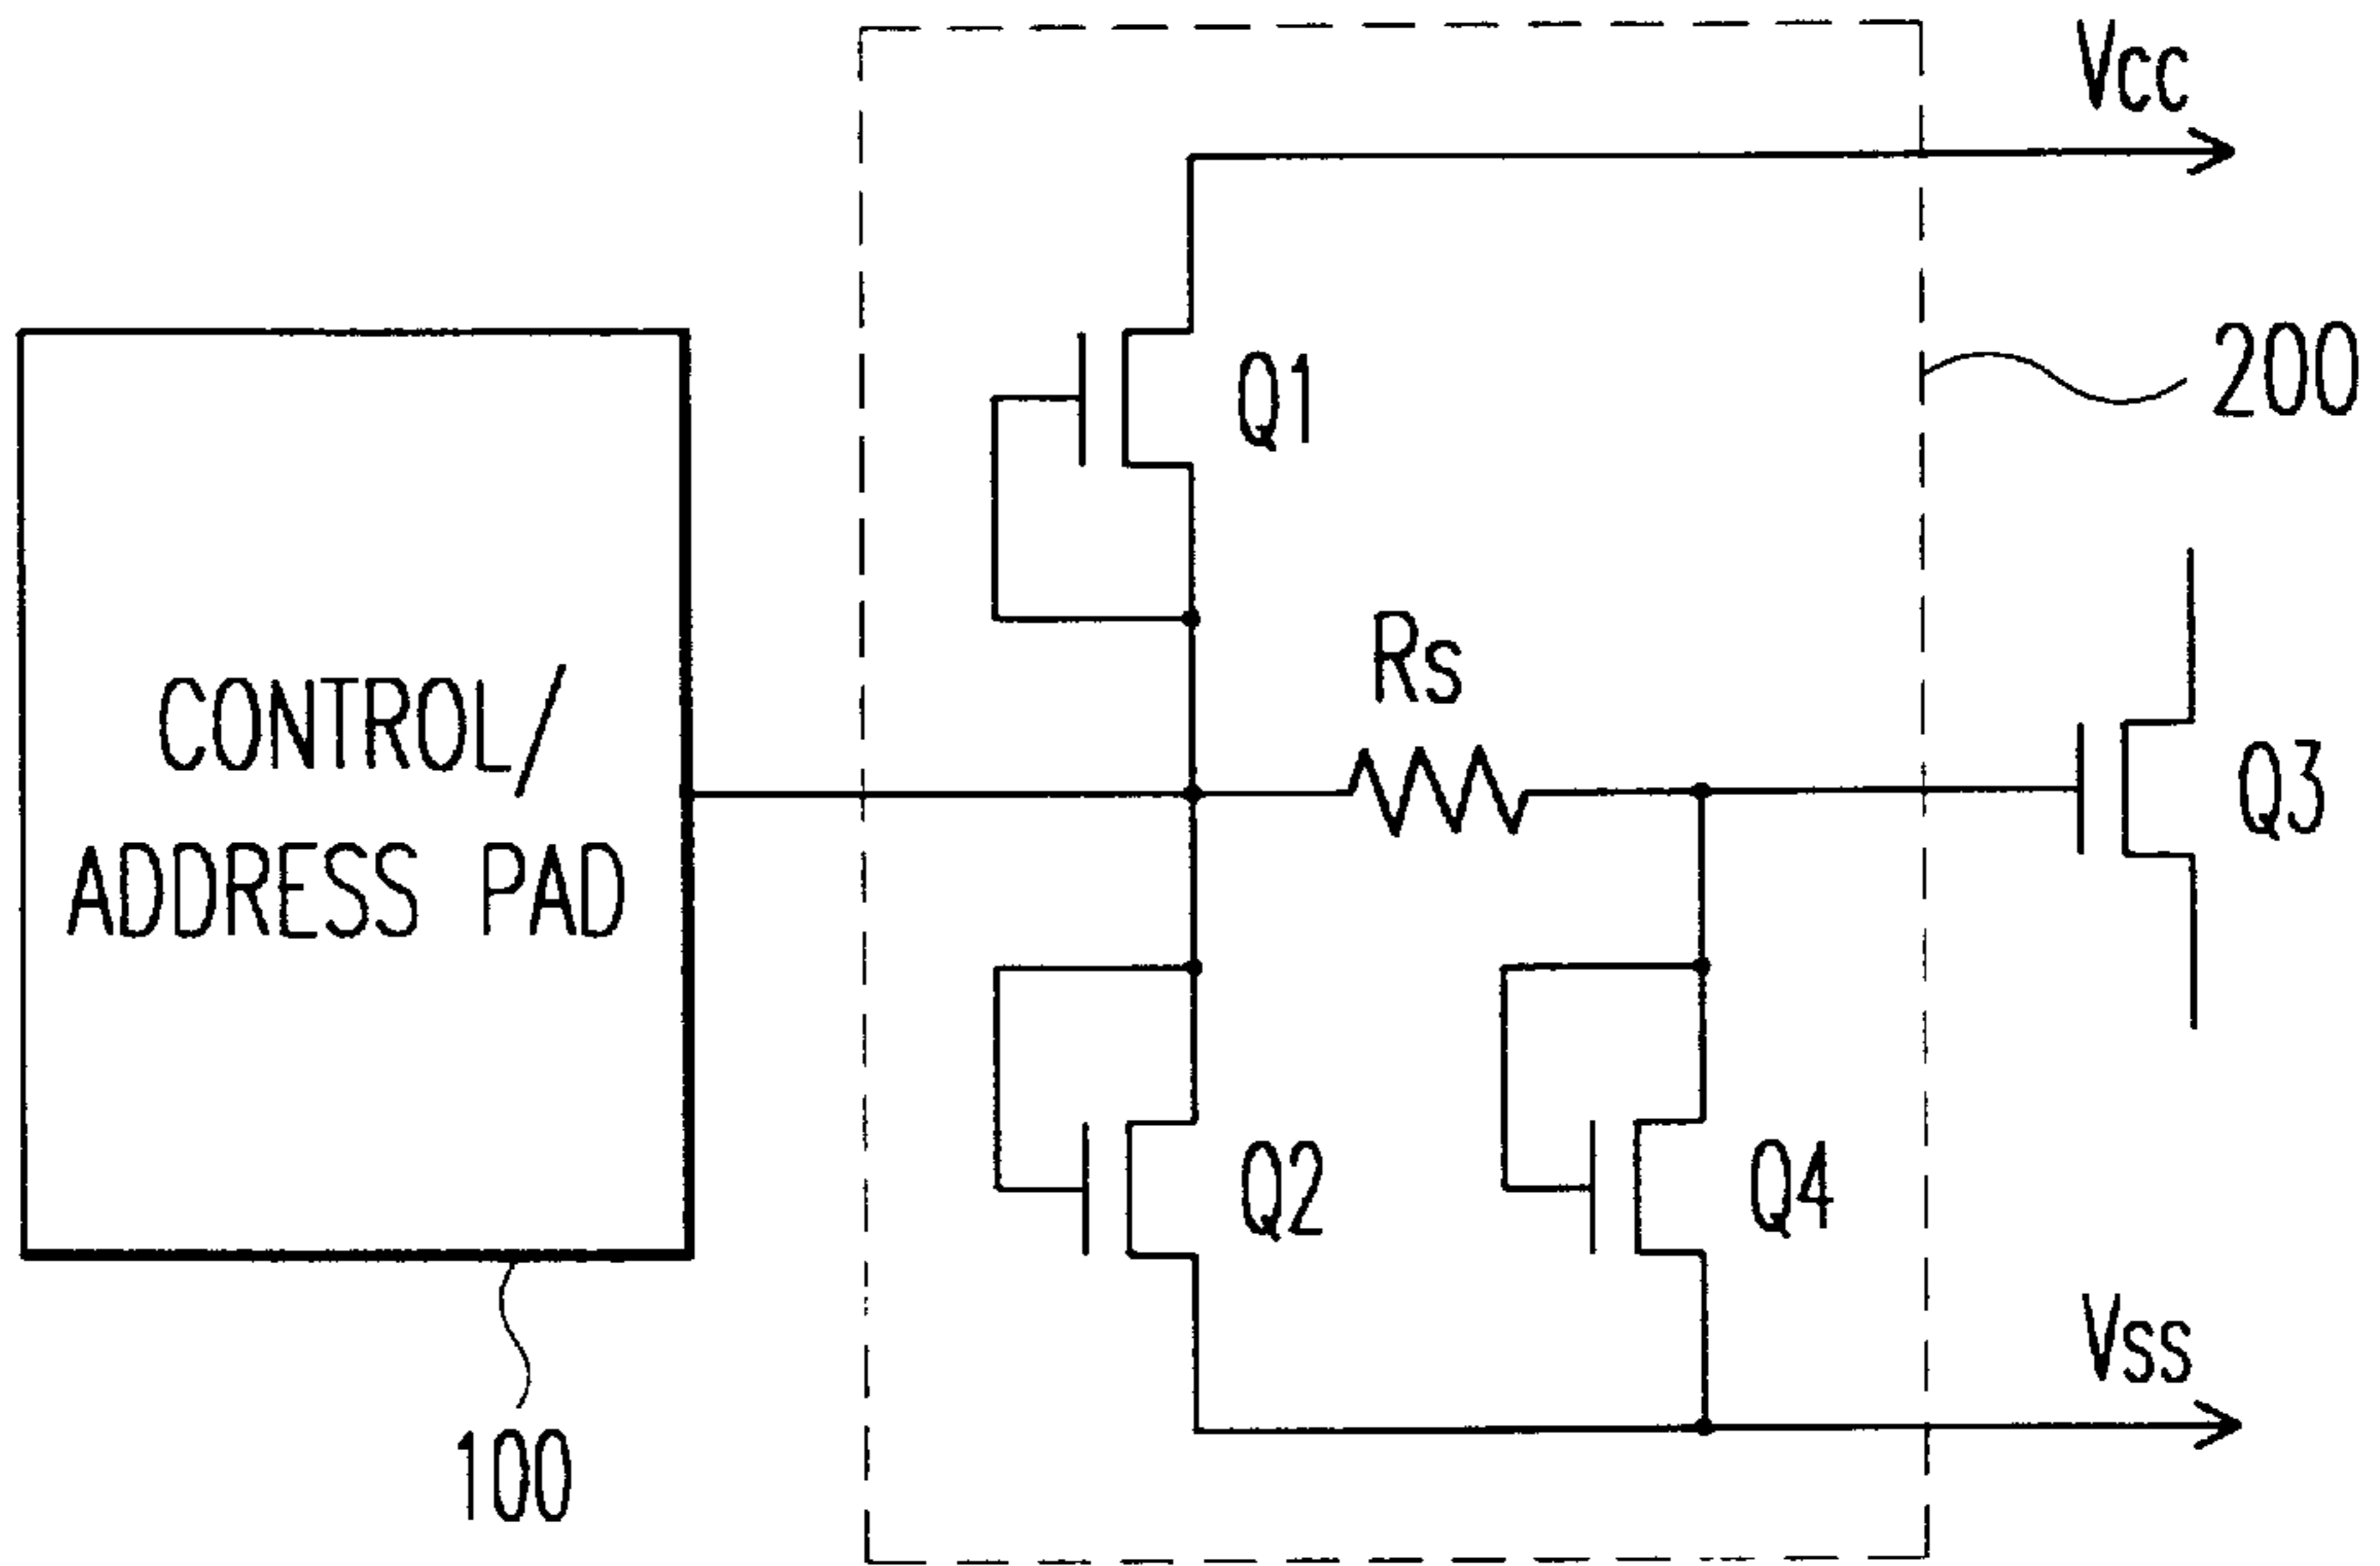 Vcc
Q1
200
Rs
CONTROL/
ADDRESS PAD
Q3
Q2
Q4
Vss
100